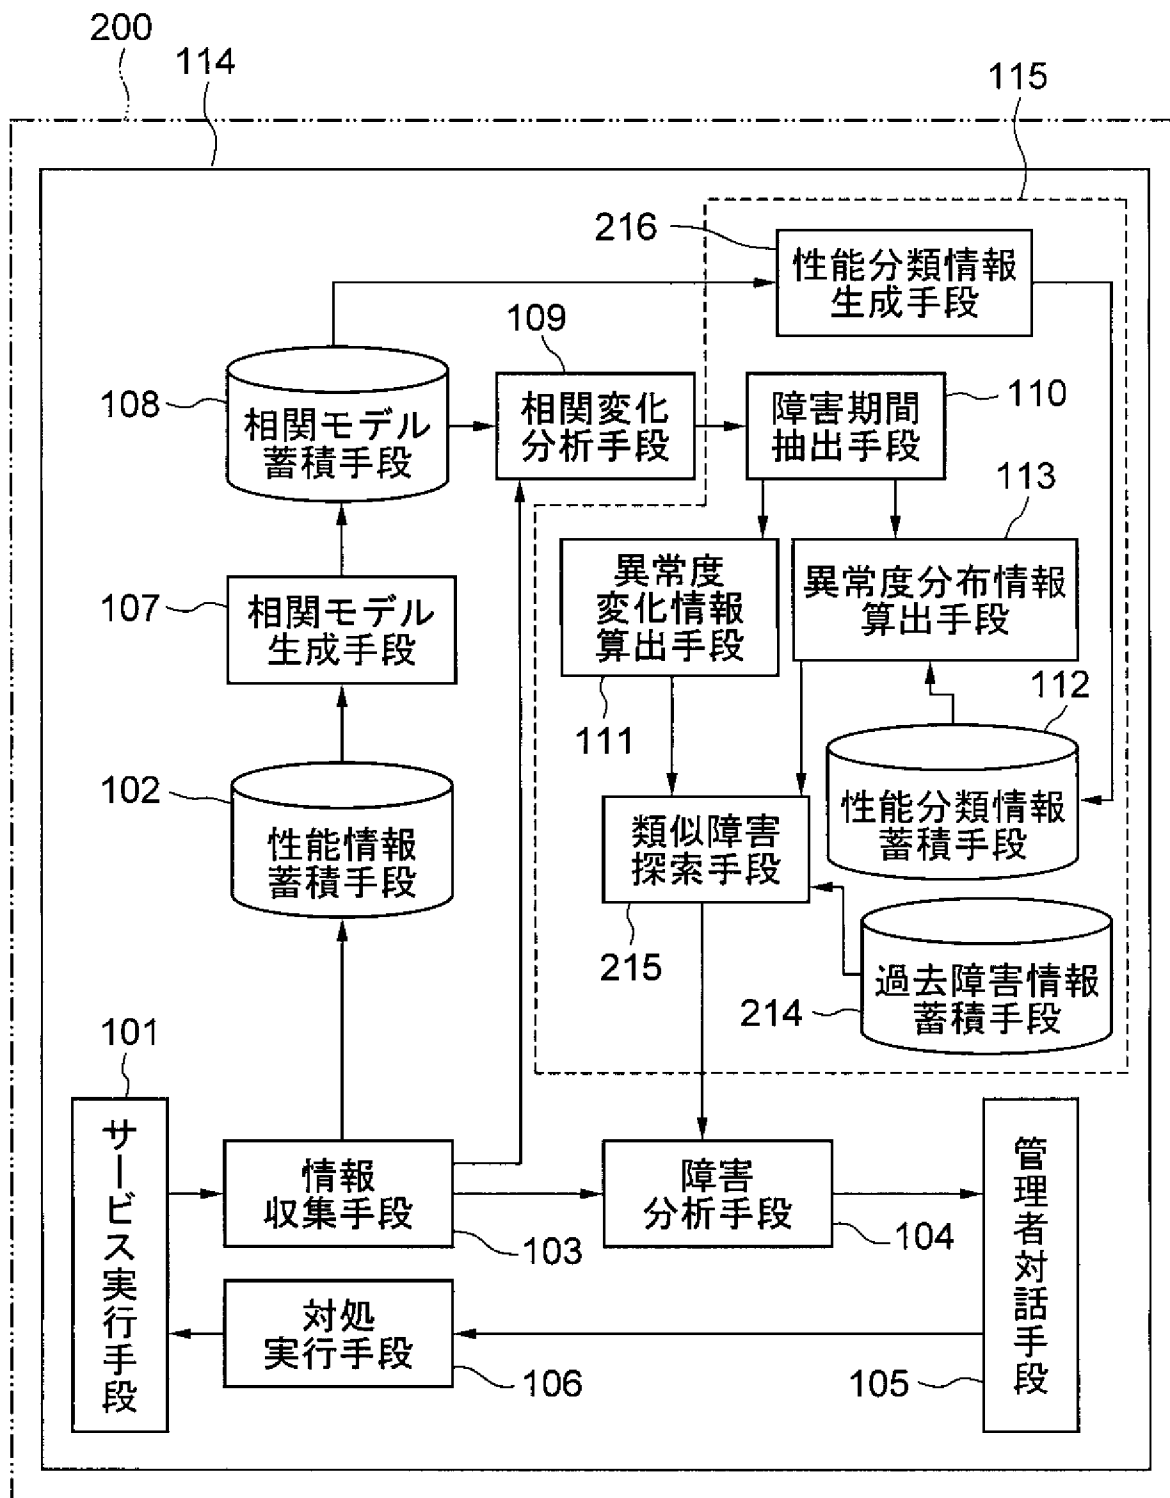 200
114
115
216
性能分類情報
生成手段
109
108
相関モデル
蓄積手段
相関変化
分析手段
障害期間
抽出手段
110
113
107
相関モデル
生成手段
異常度
変化情報
算出手段
異常度分布情報
算出手段
111
112
102
性能情報
蓄積手段
類似障害
探索手段
性能分類情報
蓄積手段
215
214
過去障害情報
蓄積手段
101
サービス実行手段
情報
収集手段
103
障害
分析手段
104
管理者対話手段
対処
実行手段
106
105